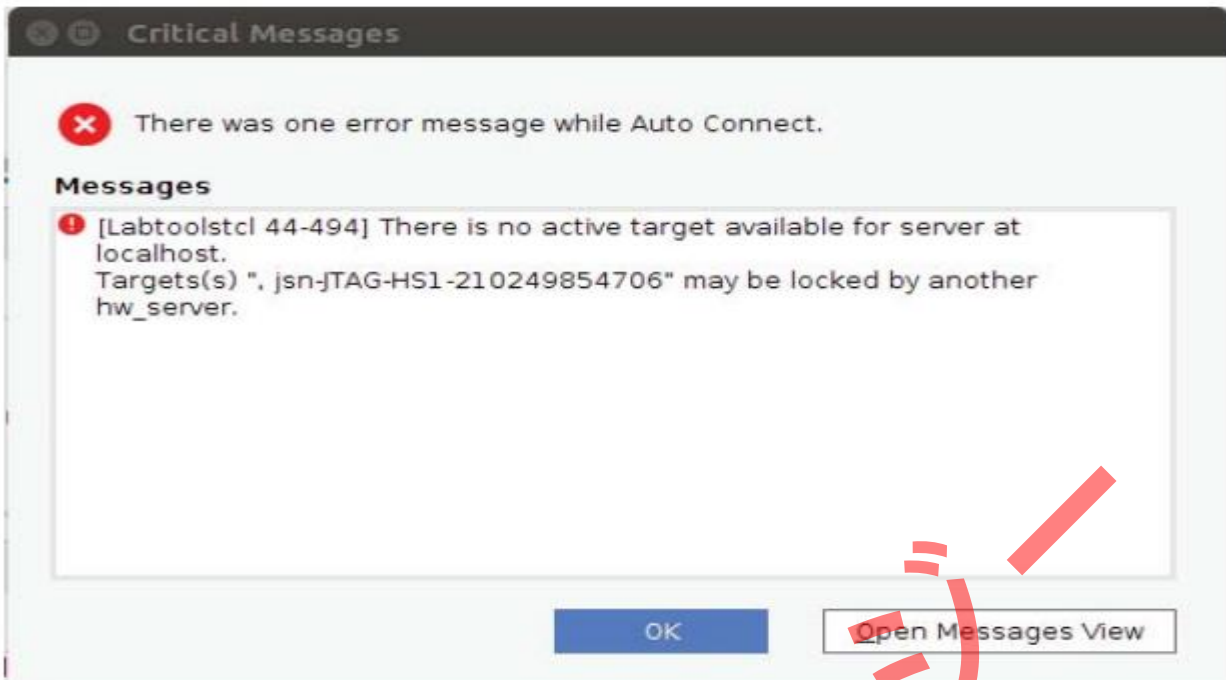 Critical Messages
There was one error message while Auto Connect.
Messages
[Labtoolstcl 44-494] There is no active target available for server at
localhost.
Targets(s) ", jsn-JTAG-HS1-210249854706" may be locked by another
hw_server.
OK
Open Messages View